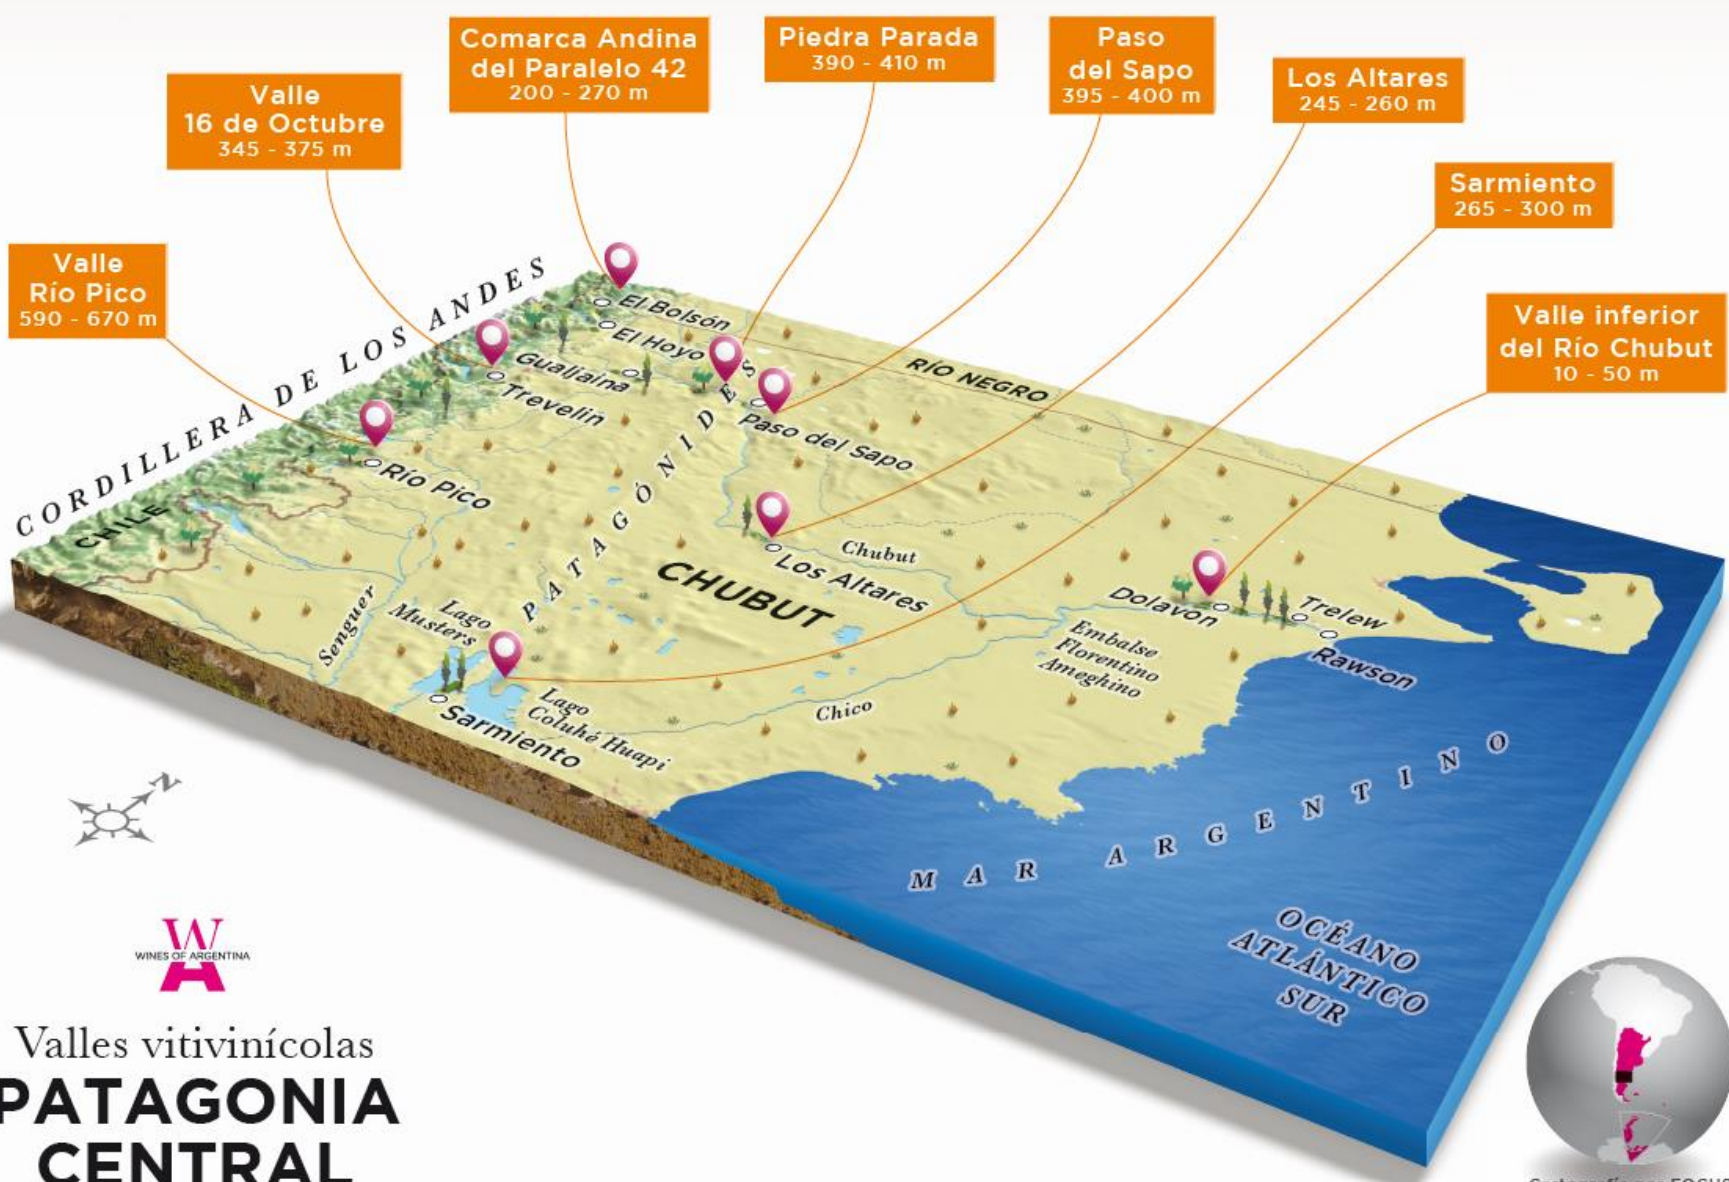 Comarca Andina
del Paralelo 42
200 - 270 m
Piedra Parada
390 - 410 m
Paso
del Sapo
395 - 400 m
Los Altares
245 - 260 m
Valle
16 de Octubre
345 - 375 m
Sarmiento
265 - 300 m
Valle
Río Pico
590 - 670 m
Valle inferior
del Río Chubut
10 - 50 m
CORDILLERA DE LOS ANDES
CHILE
El Bolsón
El Hoyo
Gualjaina
Trevelin
Río Pico
RÍO NEGRO
Paso del Sapo
PATAGÓNIDES
Los Altares
Chubut
CHUBUT
Senguer
Lago
Musters
Lago
Coluhé Huapi
Sarmiento
Chico
Dolavon
Trelew
Rawson
Embalse
Florentino
Ameghino
MAR ARGENTINO
OCÉANO
ATLÁNTICO
SUR
N
WA
WINES OF ARGENTINA
Valles vitivinícolas
PATAGONIA
CENTRAL